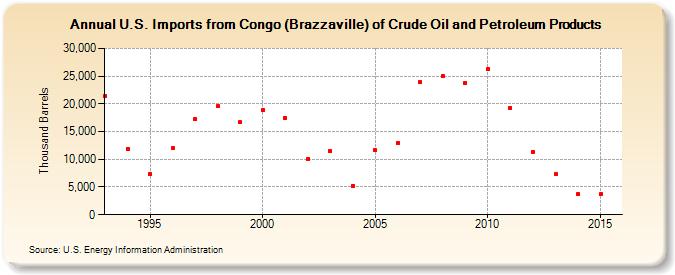 Annual U.S. Imports from Congo (Brazzaville) of Crude Oil and Petroleum Products
Thousand Barrels
30,000
25,000
20,000
15,000
10,000
5,000
0
1995 2000 2005 2010 2015
Source: U.S. Energy Information Administration